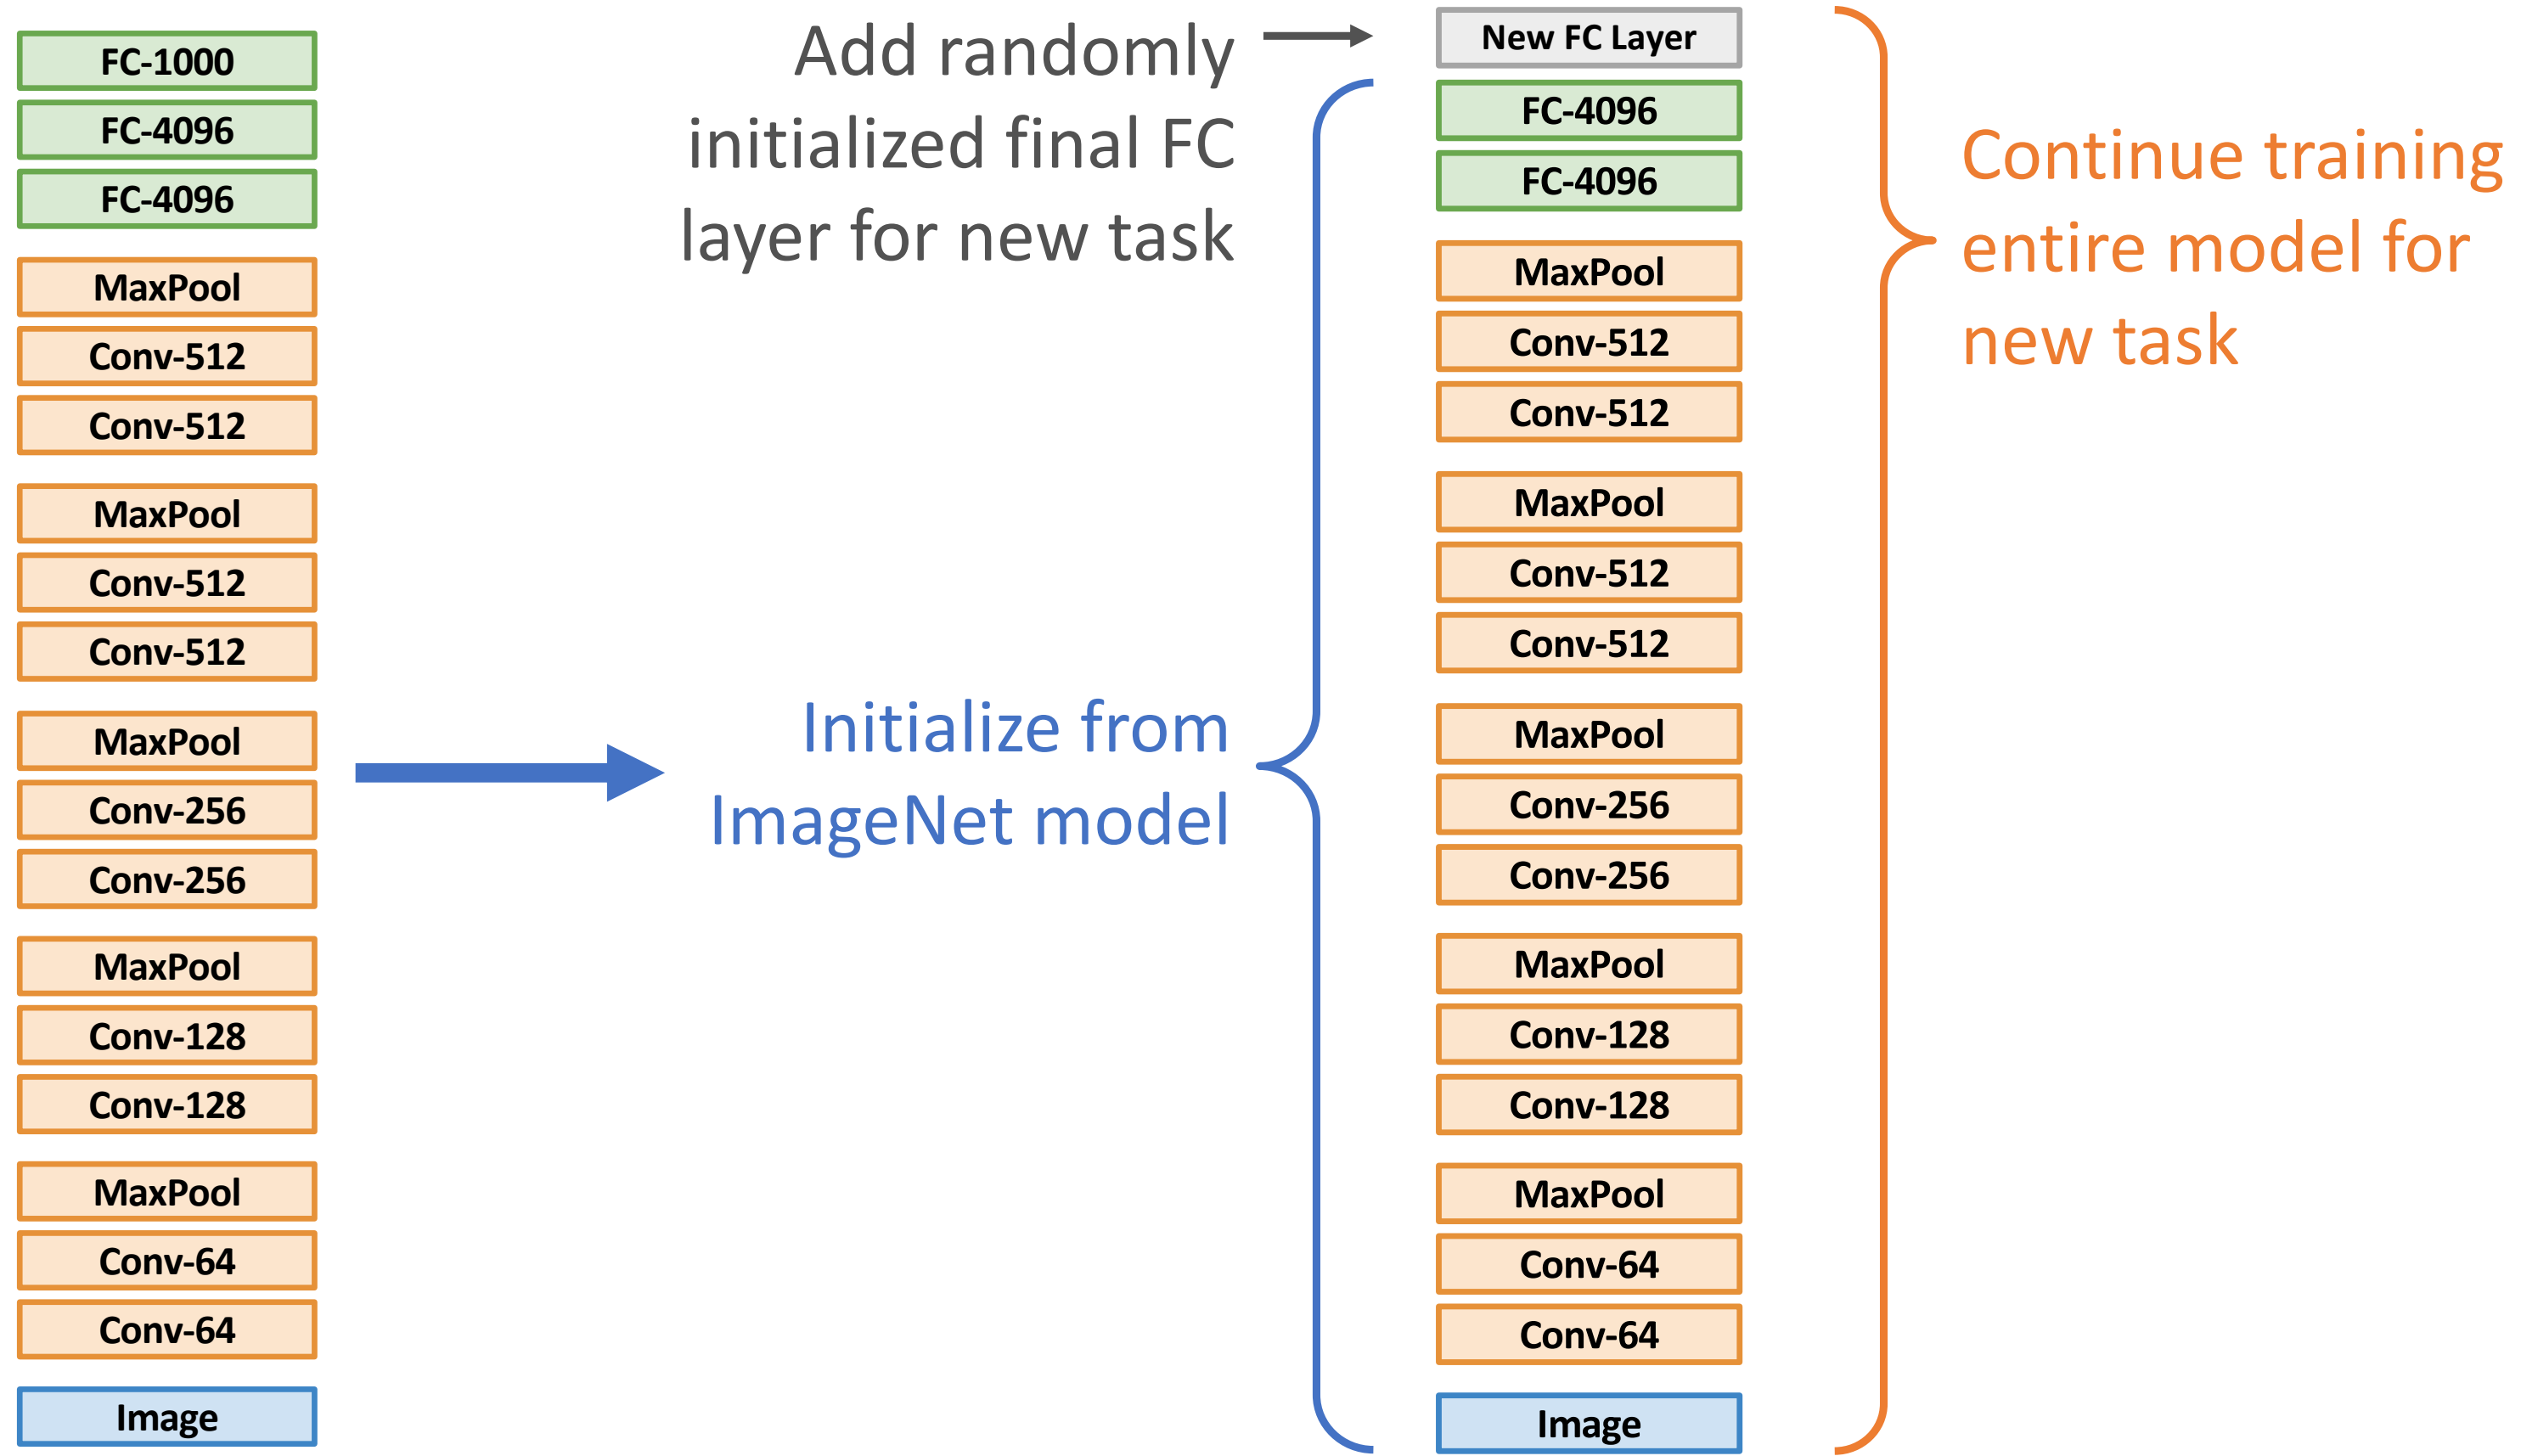 FC-1000
FC-4096
FC-4096
MaxPool
Conv-512
Conv-512
MaxPool
Conv-512
Conv-512
MaxPool
Conv-256
Conv-256
MaxPool
Conv-128
Conv-128
MaxPool
Conv-64
Conv-64
Image
Add randomly
initialized final FC
layer for new task
Initialize from
ImageNet model
New FC Layer
FC-4096
FC-4096
MaxPool
Conv-512
Conv-512
MaxPool
Conv-512
Conv-512
MaxPool
Conv-256
Conv-256
MaxPool
Conv-128
Conv-128
MaxPool
Conv-64
Conv-64
Image
Continue training
entire model for
new task